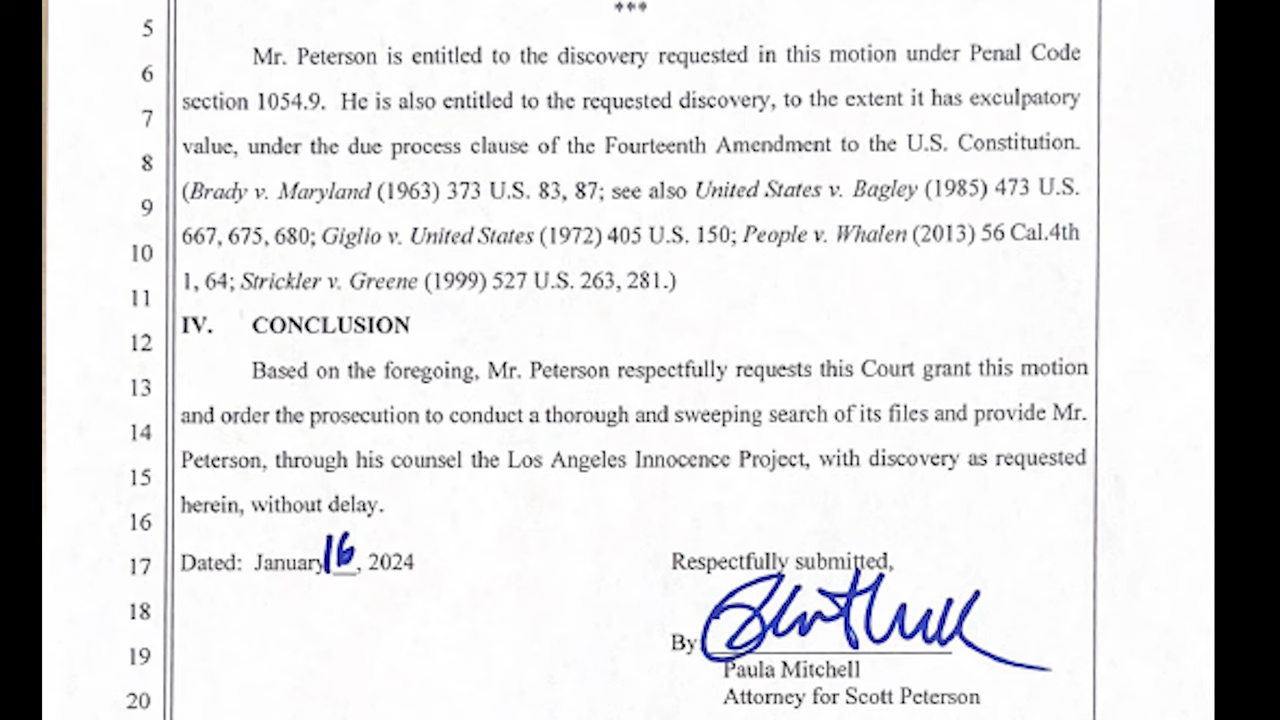 ***
5
Mr. Peterson is entitled to the discovery requested in this motion under Penal Code
6
section 1054.9. He is also entitled to the requested discovery, to the extent it has exculpatory
7
value, under the due process clause of the Fourteenth Amendment to the U.S. Constitution.
8
(Brady v. Maryland (1963) 373 U.S. 83, 87; see also United States v. Bagley (1985) 473 U.S.
9
667, 675, 680; Giglio v. United States (1972) 405 U.S. 150; People v. Whalen (2013) 56 Cal.4th
10
1, 64; Strickler v. Greene (1999) 527 U.S. 263, 281.)
11
IV. CONCLUSION
12
Based on the foregoing, Mr. Peterson respectfully requests this Court grant this motion
13
and order the prosecution to conduct a thorough and sweeping search of its files and provide Mr.
14
Peterson, through his counsel the Los Angeles Innocence Project, with discovery as requested
15
herein, without delay.
16
Dated: January 16, 2024 Respectfully submitted,
17
18
By
19
Paula Mitchell
20
Attorney for Scott Peterson